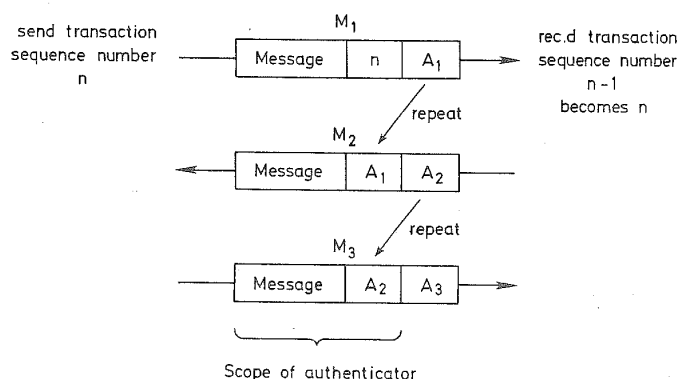 send transaction
sequence number
n
M1
Message n A1
rec.d transaction
sequence number
n-1
becomes n
repeat
M2
Message A1 A2
repeat
M3
Message A2 A3
Scope of authenticator